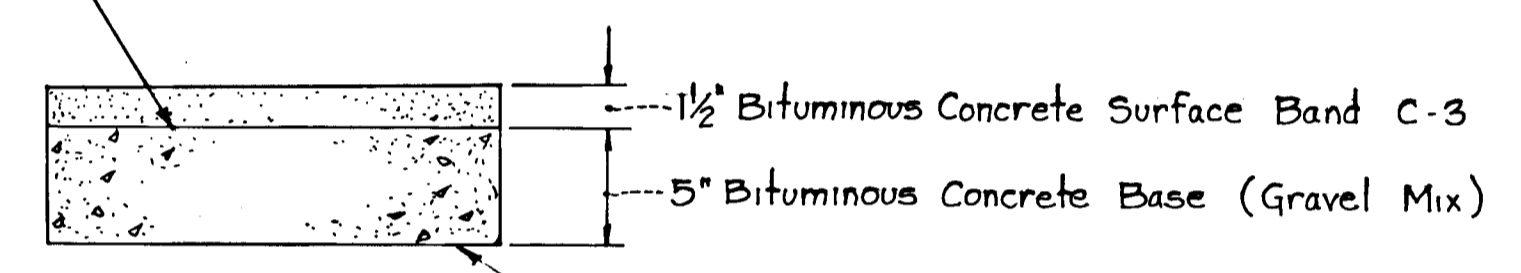 1½" Bituminous Concrete Surface Band C-3
5" Bituminous Concrete Base (Gravel Mix)